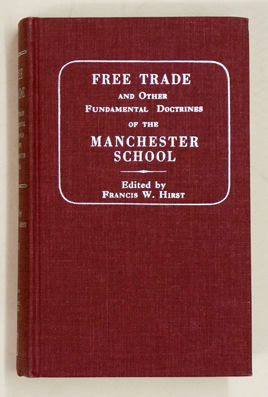 FREE TRADE
AND OTHER
FUNDAMENTAL DOCTRINES
OF THE
MANCHESTER
SCHOOL
Edited by
FRANCIS W. HIRST